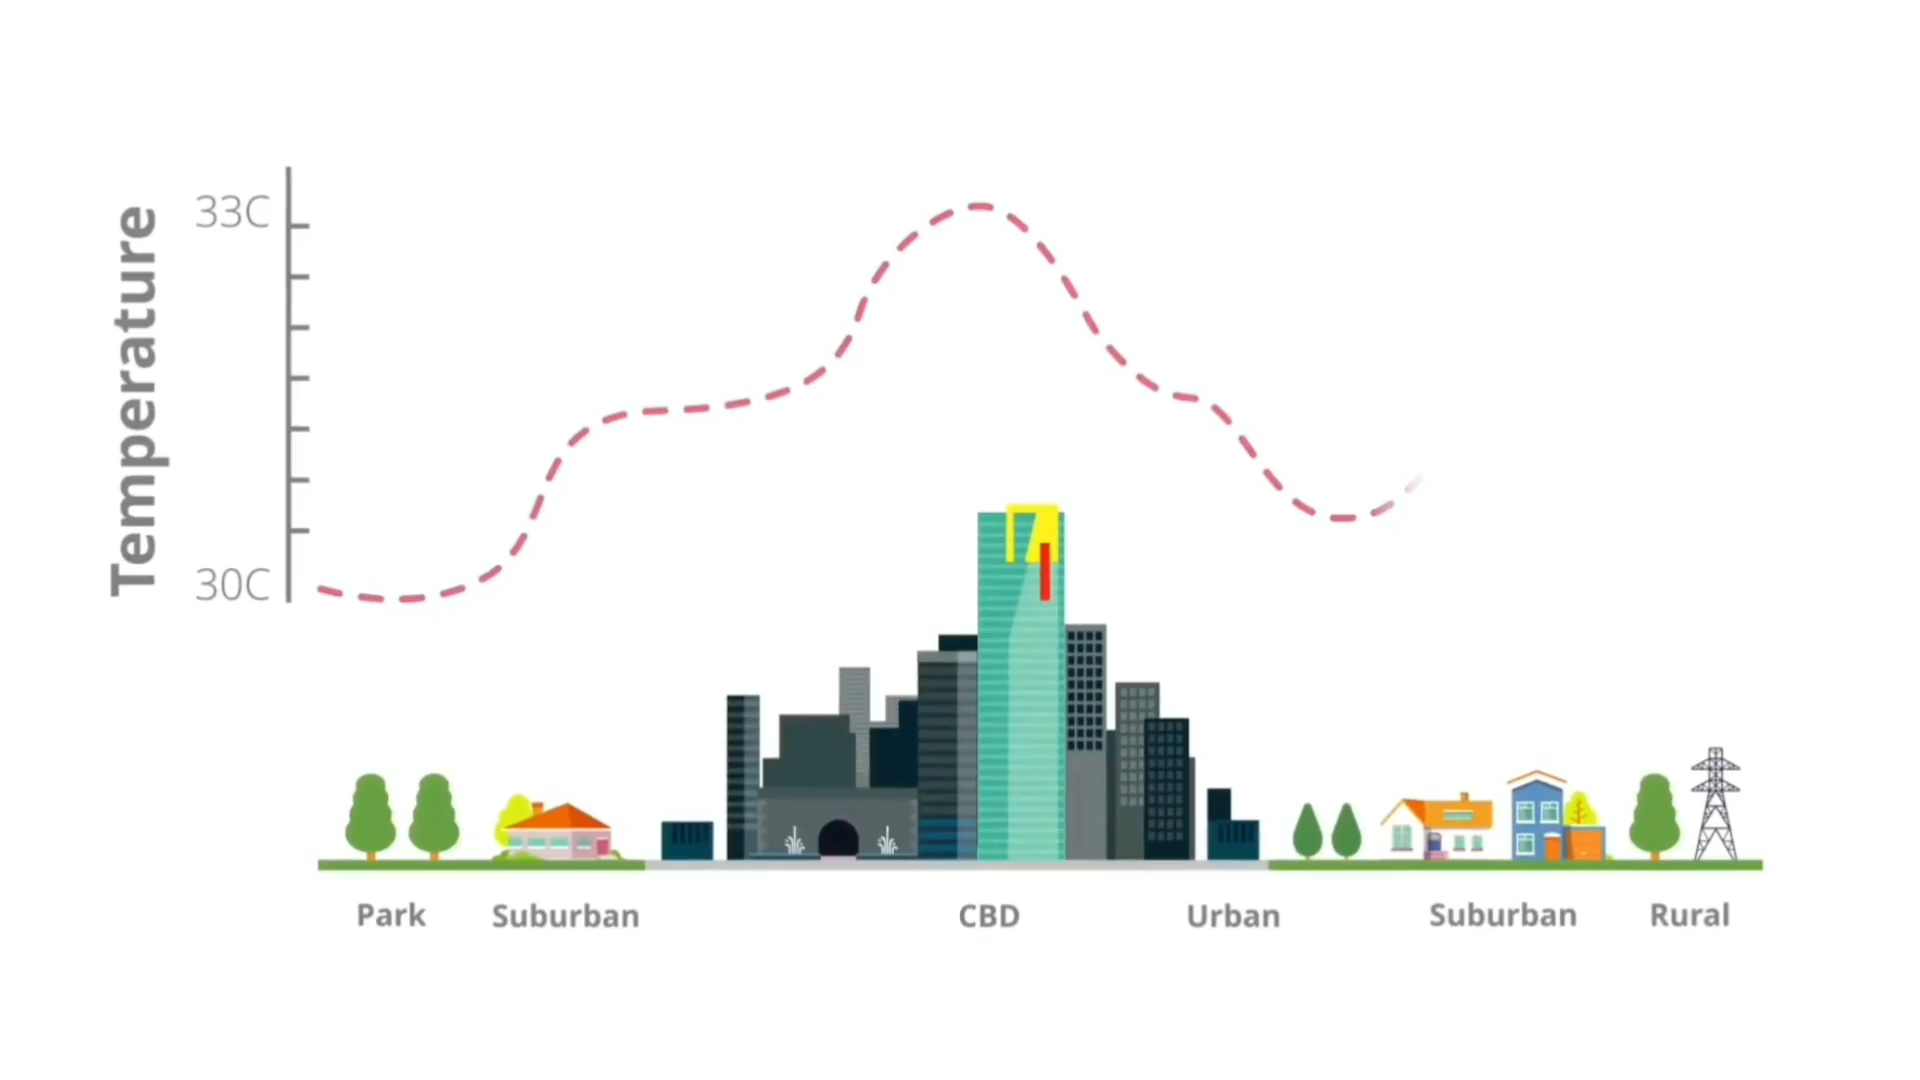 Temperature
33C
30C
Park
Suburban
CBD
Urban
Suburban
Rural